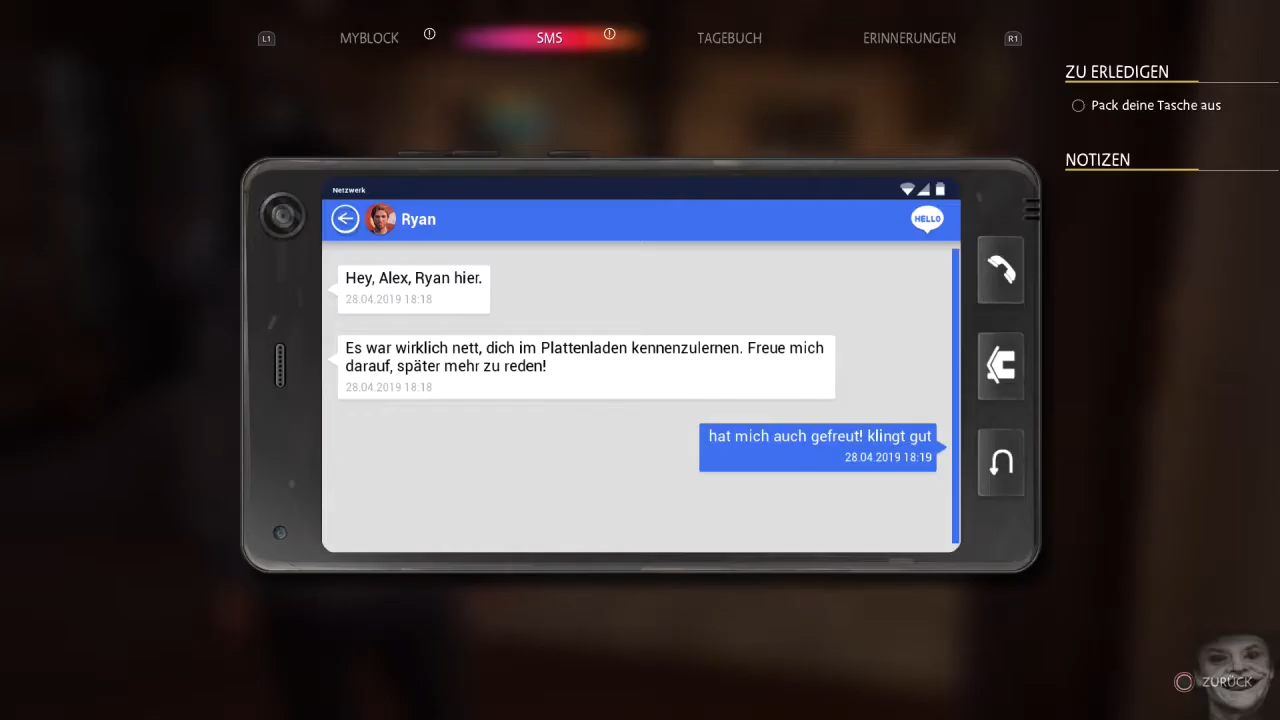 L1
MYBLOCK
SMS
TAGEBUCH
ERINNERUNGEN
R1
ZU ERLEDIGEN
Pack deine Tasche aus
NOTIZEN
Netzwerk
Ryan
HELLO
Hey, Alex, Ryan hier.
28.04.2019 18:18
Es war wirklich nett, dich im Plattenladen kennenzulernen. Freue mich
darauf, später mehr zu reden!
28.04.2019 18:18
hat mich auch gefreut! klingt gut
28.04.2019 18:19
ZURÜCK